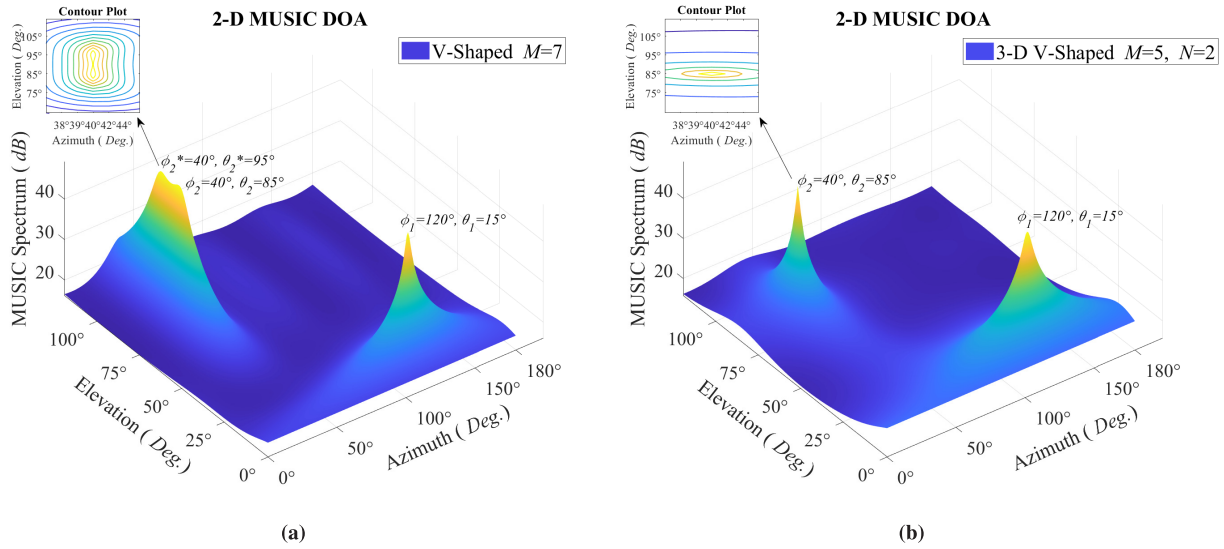 Contour Plot
105°
95°
85°
75°
Elevation ( Deg.)
38°39°40°42°44°
Azimuth ( Deg.)
2-D MUSIC DOA
V-Shaped M=7
ϕ2*=40°, θ2*=95°
ϕ2=40°, θ2=85°
ϕ1=120°, θ1=15°
MUSIC Spectrum ( dB)
40
30
20
100°
75°
50°
25°
0°
Elevation ( Deg.)
0°
50°
100°
150°
180°
Azimuth ( Deg.)
(a)
Contour Plot
105°
95°
85°
75°
Elevation ( Deg.)
38°39°40°42°44°
Azimuth ( Deg.)
2-D MUSIC DOA
3-D V-Shaped M=5, N=2
ϕ2=40°, θ2=85°
ϕ1=120°, θ1=15°
MUSIC Spectrum ( dB)
40
30
20
100°
75°
50°
25°
0°
Elevation ( Deg.)
0°
50°
100°
150°
180°
Azimuth ( Deg.)
(b)